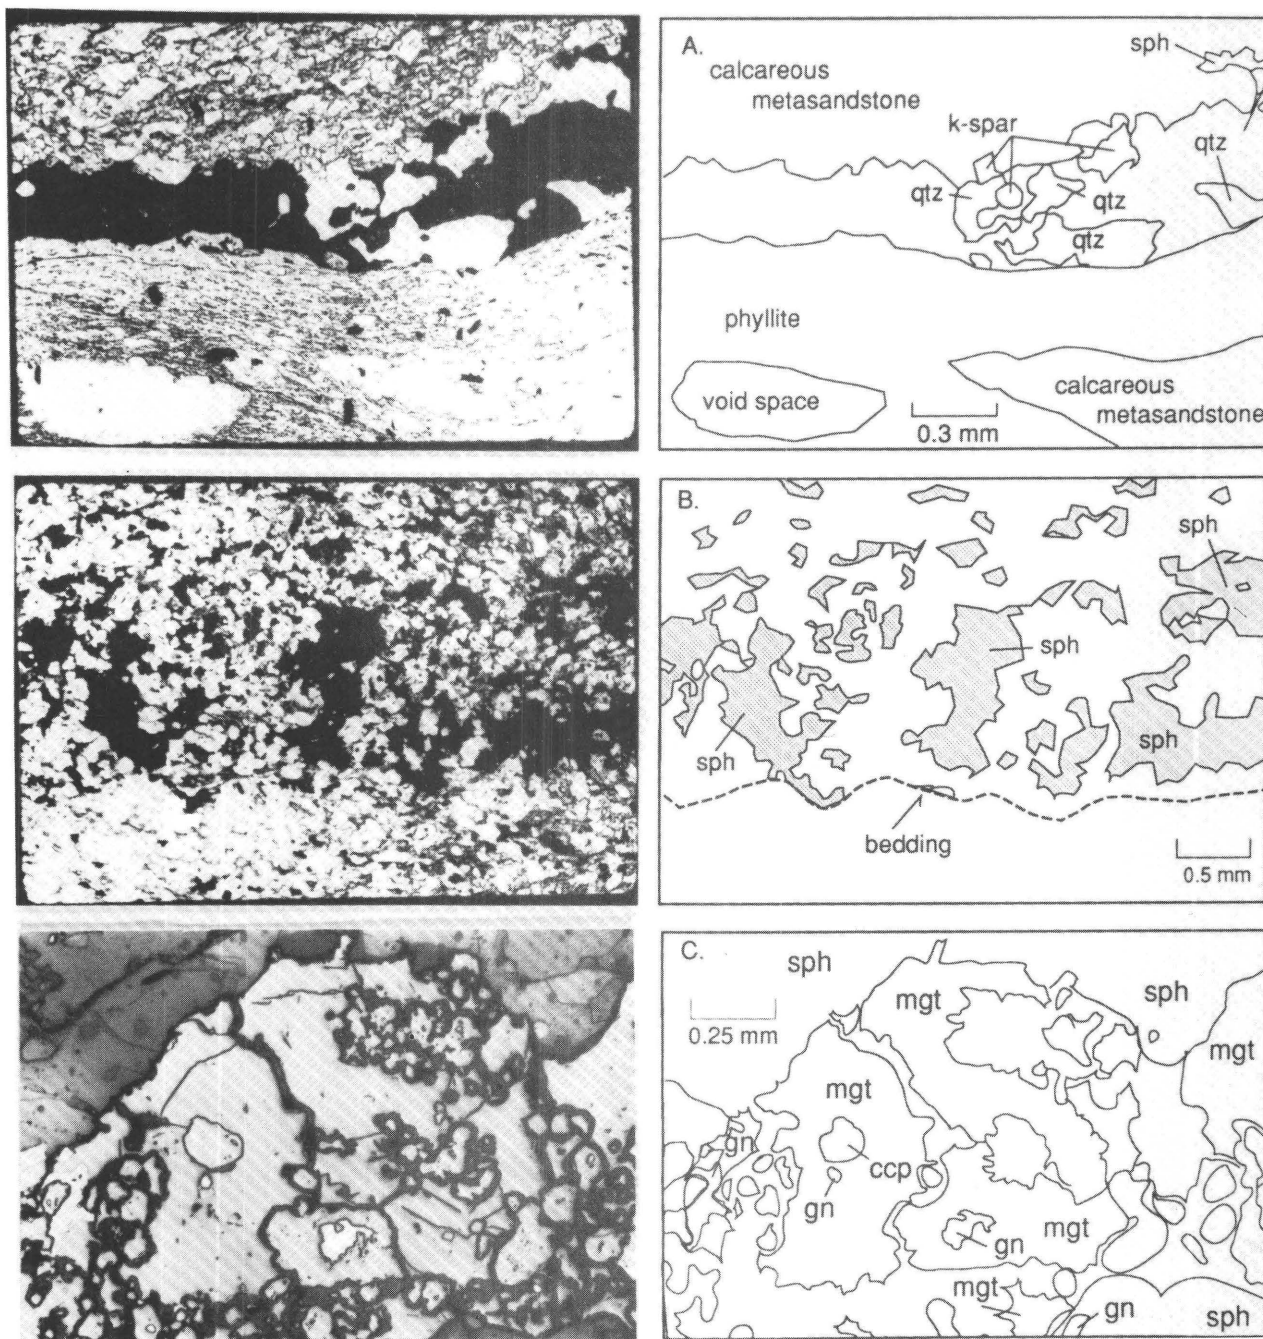 A.
sph
calcareous
metasandstone
k-spar
qtz
qtz
qtz
qtz
phyllite
void space
calcareous
metasandstone
0.3 mm
B.
sph
sph
sph
sph
bedding
0.5 mm
C.
sph
sph
mgt
0.25 mm
mgt
mgt
gn
ccp
gn
gn
mgt
mgt
gn
sph